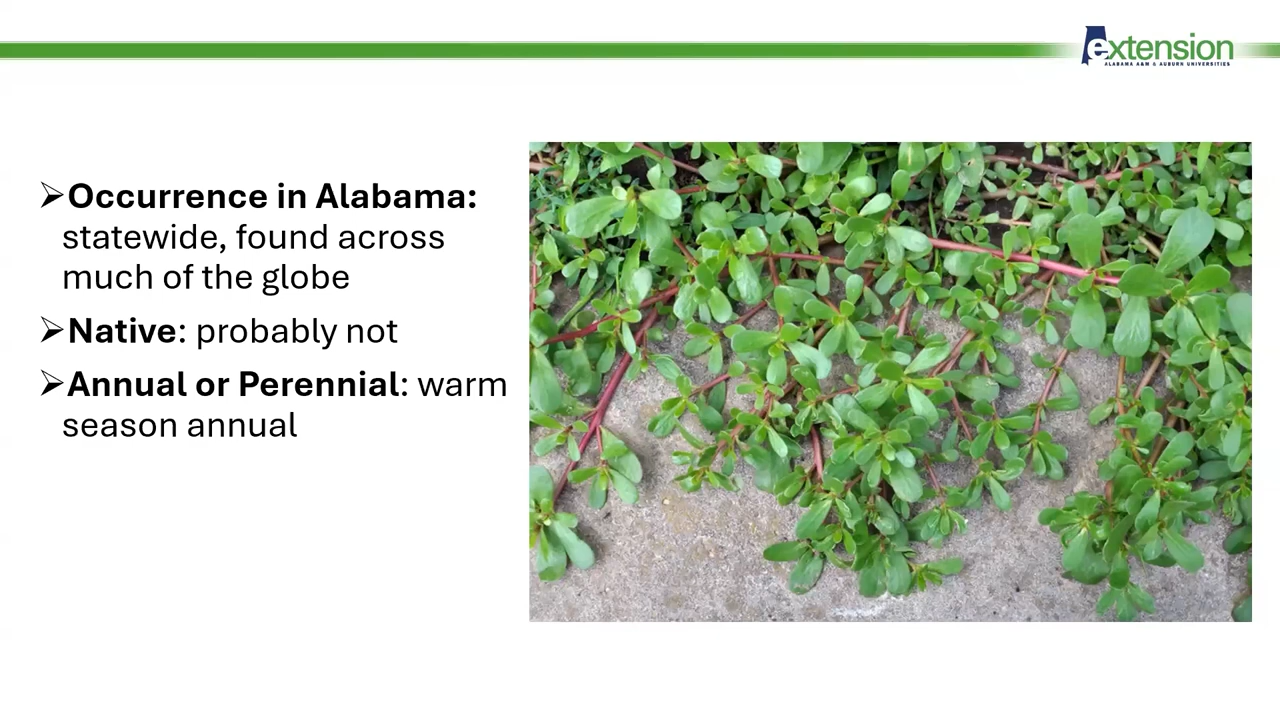 extension
ALABAMA A&M & AUBURN UNIVERSITIES
➢Occurrence in Alabama:
statewide, found across
much of the globe
➢Native: probably not
➢Annual or Perennial: warm
season annual